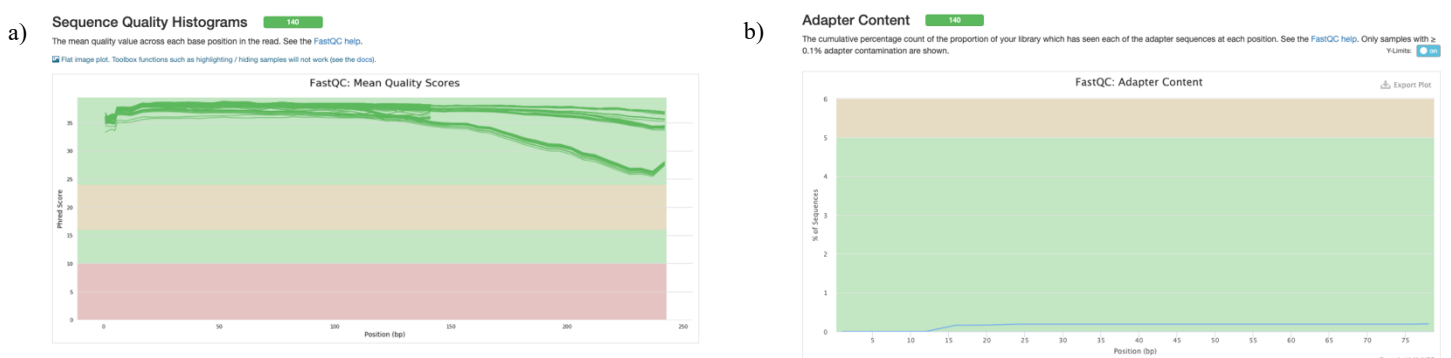 a)
Sequence Quality Histograms 140
The mean quality value across each base position in the read. See the FastQC help.
Flat image plot. Toolbox functions such as highlighting / hiding samples will not work (see the docs).
FastQC: Mean Quality Scores
Phred Score
35
30
25
20
15
10
5
0
0 50 100 150 200 250
Position (bp)
b)
Adapter Content 140
The cumulative percentage count of the proportion of your library which has seen each of the adapter sequences at each position. See the FastQC help. Only samples with ≥
0.1% adapter contamination are shown.
Y-Limits: on
FastQC: Adapter Content
Export Plot
% of Sequences
6
5
4
3
2
1
0
5 10 15 20 25 30 35 40 45 50 55 60 65 70 75
Position (bp)